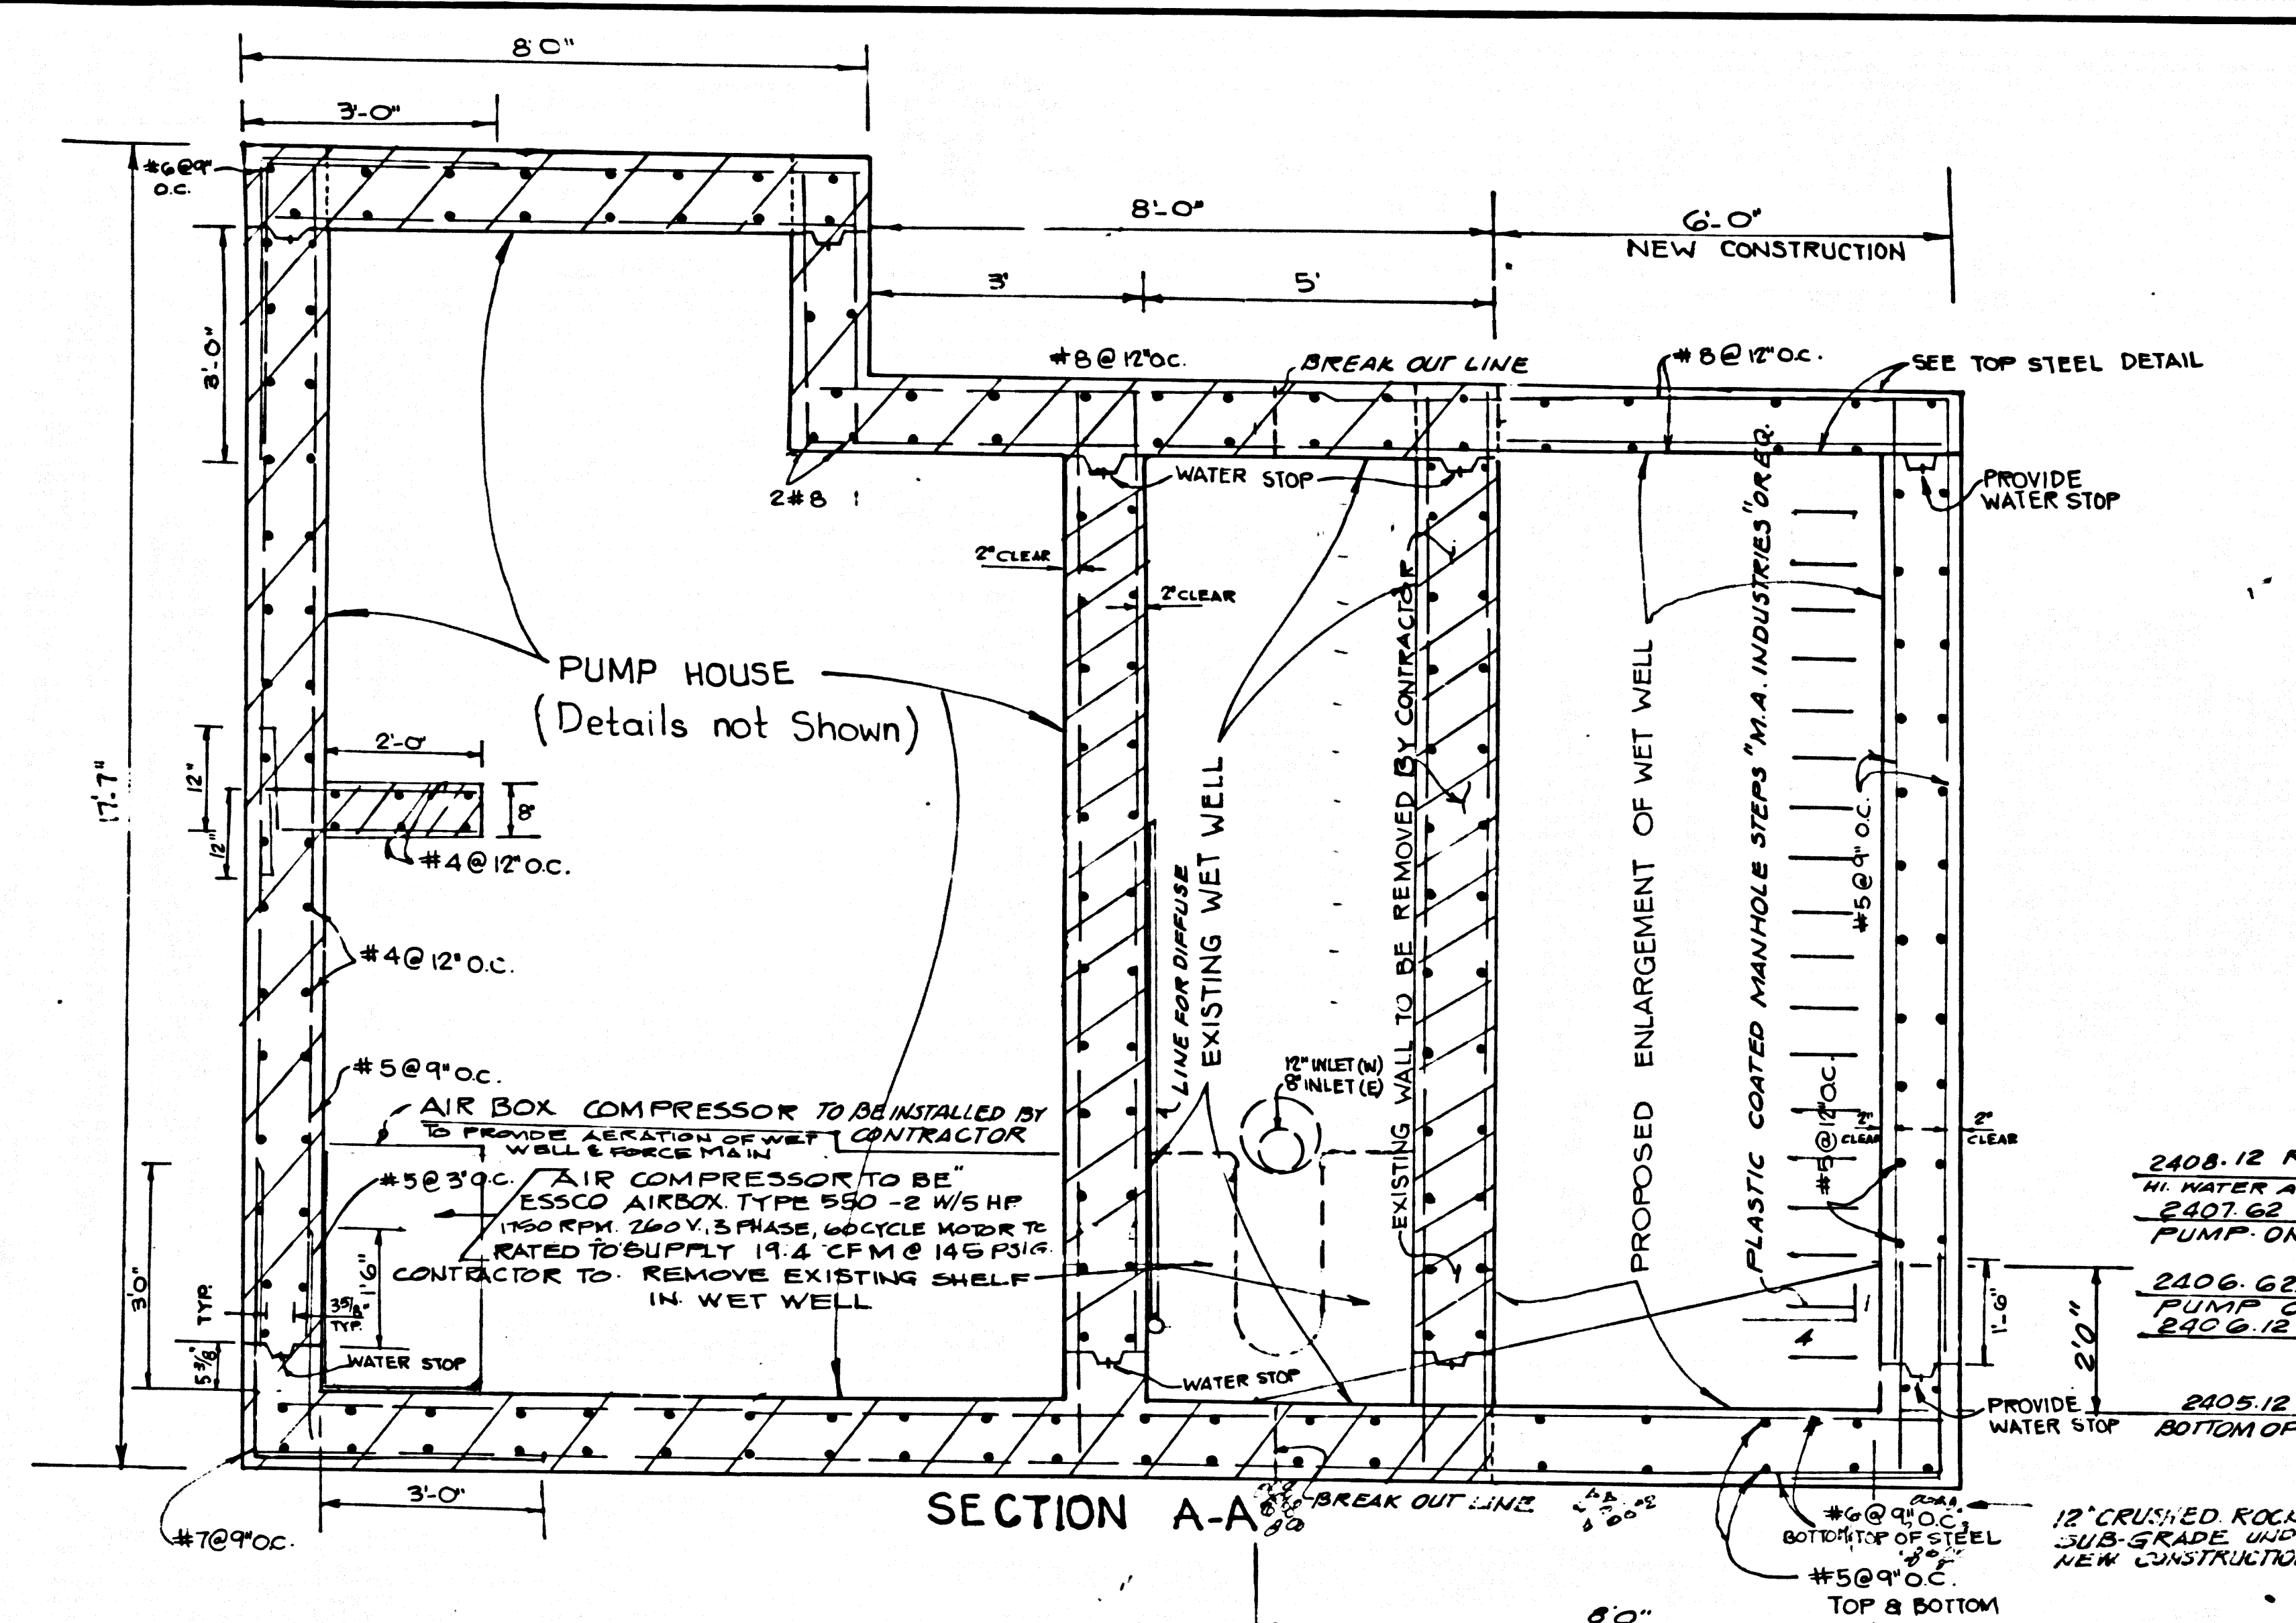 8'0"
3'-0"
#6@9"
O.C.
8'-0"
6'-0"
NEW CONSTRUCTION
3'
5'
3'-0"
#8@12"O.C.
BREAK OUT LINE
#8@12"O.C.
SEE TOP STEEL DETAIL
2#8
WATER STOP
PROVIDE
WATER STOP
2" CLEAR
2" CLEAR
PUMP HOUSE
(Details not Shown)
17'-7"
12"
12"
2'-0"
8"
#4@12"O.C.
#4@12"O.C.
LINE FOR DIFFUSE
EXISTING WET WELL
EXISTING WALL TO BE REMOVED BY CONTRACTOR
PROPOSED ENLARGEMENT OF WET WELL
PLASTIC COATED MANHOLE STEPS "M.A. INDUSTRIES" OR EQ.
#5@9"O.C.
#5@12"O.C.
12" INLET (W)
8" INLET (E)
#5@9"O.C.
AIR BOX COMPRESSOR TO BE INSTALLED BY
TO PROVIDE AERATION OF WET CONTRACTOR
WELL & FORCE MAIN
#5@3"O.C.
AIR COMPRESSOR TO BE"
ESSCO AIRBOX. TYPE 550-2 W/5 HP
1750 RPM. 260 V, 3 PHASE, 60 CYCLE MOTOR TO
RATED TO SUPPLY 19.4 CFM @ 145 PSIG.
CONTRACTOR TO REMOVE EXISTING SHELF
IN WET WELL
3'0"
TYP.
5 3/8"
3 5/8"
TYP.
1'6"
WATER STOP
WATER STOP
2"
CLEAR
2"
CLEAR
1'-6"
2'0"
4
2408.12
HI. WATER A
2407.62
PUMP ON
2406.62
PUMP
2406.12
2405.12
BOTTOM OF
PROVIDE
WATER STOP
3'-0"
#7@9"O.C.
SECTION A-A
BREAK OUT LINE
#6@9"O.C.
BOTTOM/TOP OF STEEL
#5@9"O.C.
TOP & BOTTOM
12" CRUSHED ROCK
SUB-GRADE UND
NEW CONSTRUCTIO
8'0"